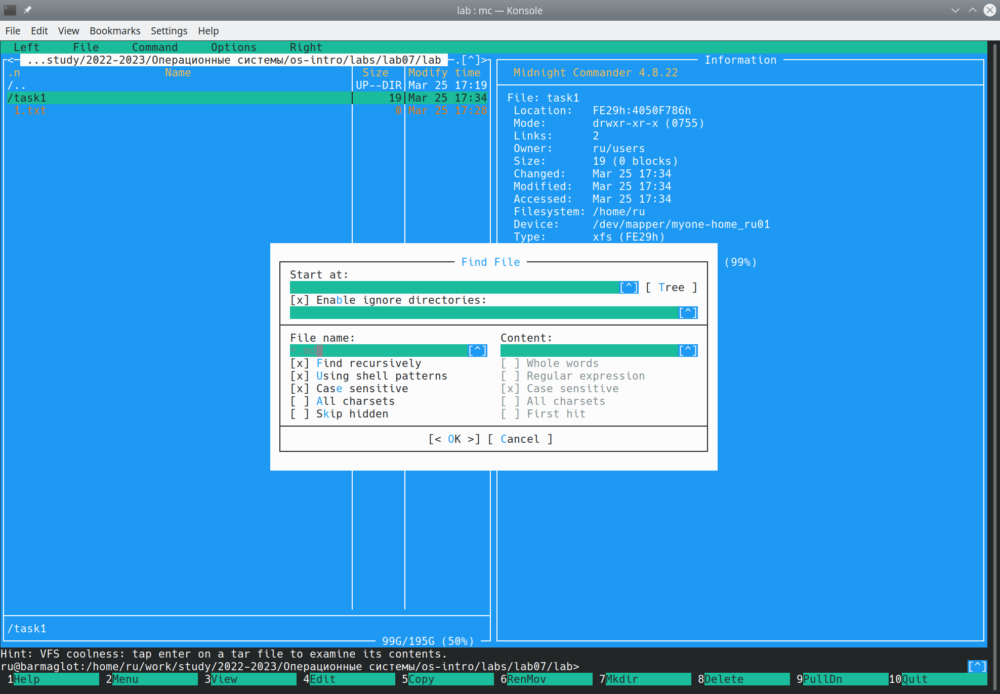 lab : mc — Konsole
File Edit View Bookmarks Settings Help
Left File Command Options Right
<─ ...study/2022-2023/Операционные системы/os-intro/labs/lab07/lab ─.[^]>
.n Name Size Modify time
/.. UP--DIR Mar 25 17:19
/task1 19 Mar 25 17:34
1.txt 0 Mar 25 17:28
/task1
99G/195G (50%)
Information
Midnight Commander 4.8.22
File: task1
Location: FE29h:4050F786h
Mode: drwxr-xr-x (0755)
Links: 2
Owner: ru/users
Size: 19 (0 blocks)
Changed: Mar 25 17:34
Modified: Mar 25 17:34
Accessed: Mar 25 17:34
Filesystem: /home/ru
Device: /dev/mapper/myone-home_ru01
Type: xfs (FE29h)
(99%)
Find File
Start at:
. [^] [ Tree ]
[x] Enable ignore directories:
[^]
File name:
*.md [^]
[x] Find recursively
[x] Using shell patterns
[x] Case sensitive
[ ] All charsets
[ ] Skip hidden
Content:
[^]
[ ] Whole words
[ ] Regular expression
[x] Case sensitive
[ ] All charsets
[ ] First hit
[< OK >] [ Cancel ]
Hint: VFS coolness: tap enter on a tar file to examine its contents.
ru@barmaglot:/home/ru/work/study/2022-2023/Операционные системы/os-intro/labs/lab07/lab> [^]
1Help 2Menu 3View 4Edit 5Copy 6RenMov 7Mkdir 8Delete 9PullDn 10Quit